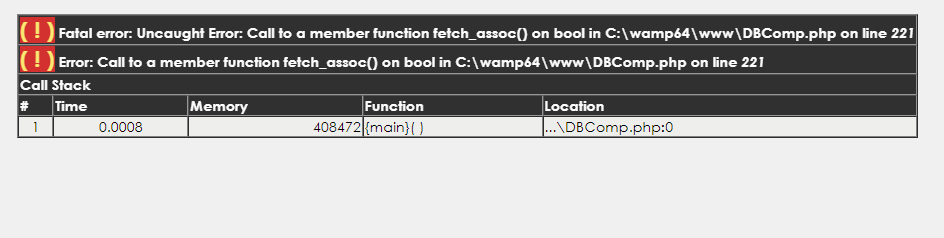 ( ! ) Fatal error: Uncaught Error: Call to a member function fetch_assoc() on bool in C:\wamp64\www\DBComp.php on line 221
( ! ) Error: Call to a member function fetch_assoc() on bool in C:\wamp64\www\DBComp.php on line 221
Call Stack
# Time Memory Function Location
1 0.0008 408472 {main}( ) ...\DBComp.php:0